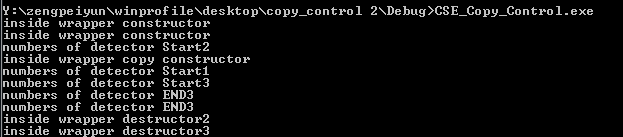 Y:\zengpeiyun\winprofile\desktop\copy_control 2\Debug>CSE_Copy_Control.exe
inside wrapper constructor
inside wrapper constructor
numbers of detector Start2
inside wrapper copy constructor
numbers of detector Start1
numbers of detector Start3
numbers of detector END3
numbers of detector END3
inside wrapper destructor2
inside wrapper destructor3